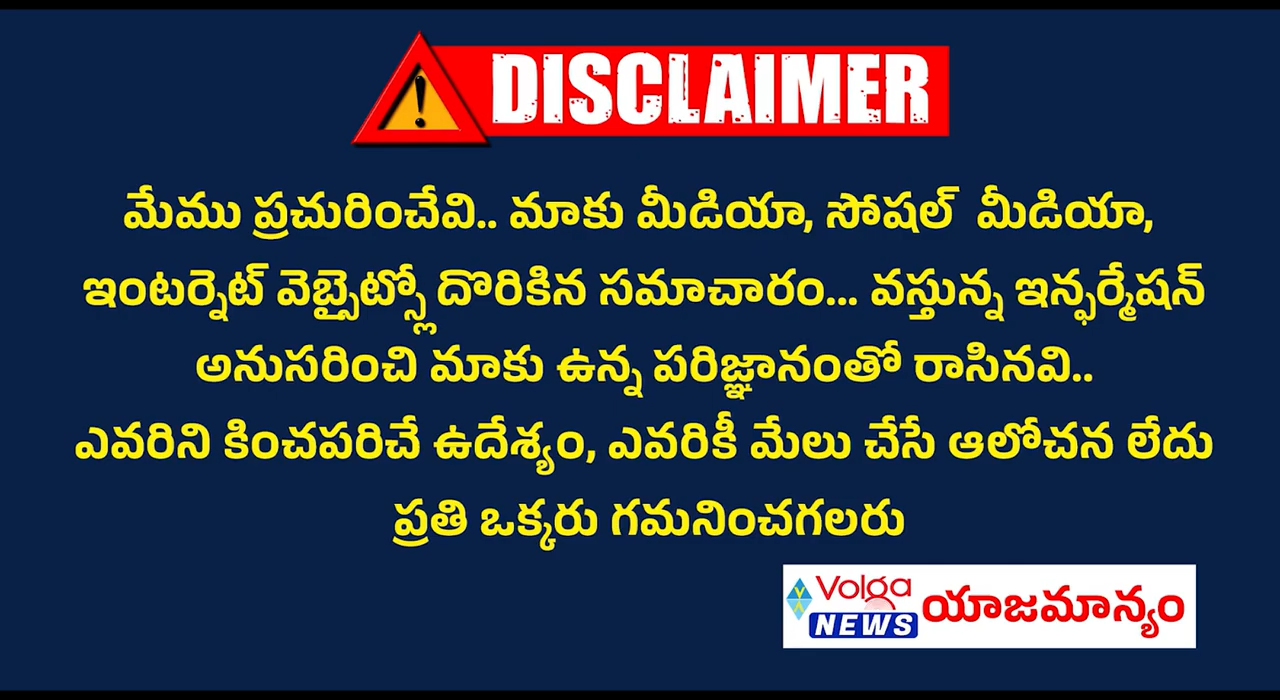 DISCLAIMER
మేము ప్రచురించేవి.. మాకు మీడియా, సోషల్ మీడియా,
ఇంటర్నెట్ వెబ్సైట్స్లో దొరికిన సమాచారం... వస్తున్న ఇన్ఫర్మేషన్
అనుసరించి మాకు ఉన్న పరిజ్ఞానంతో రాసినవి..
ఎవరిని కించపరిచే ఉదేశ్యం, ఎవరికీ మేలు చేసే ఆలోచన లేదు
ప్రతి ఒక్కరు గమనించగలరు
Volga
NEWS
యాజమాన్యం